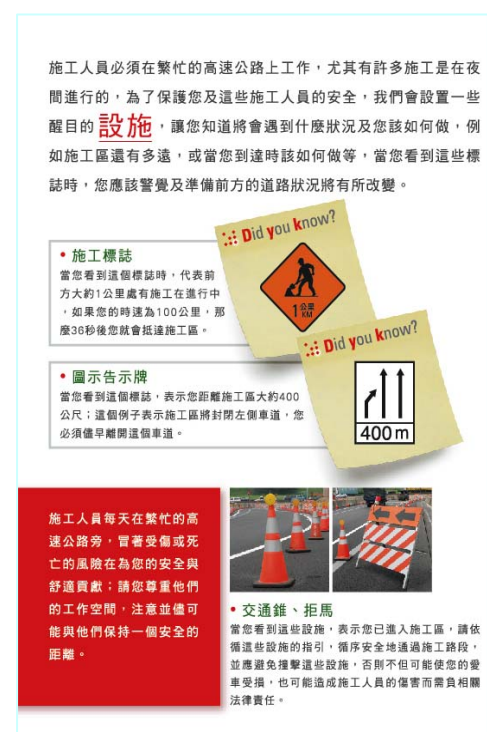 施工人員必須在繁忙的高速公路上工作，尤其有許多施工是在夜
間進行的，為了保護您及這些施工人員的安全，我們會設置一些
醒目的設施，讓您知道將會遇到什麼狀況及您該如何做，例
如施工區還有多遠，或當您到達時該如何做等，當您看到這些標
誌時，您應該警覺及準備前方的道路狀況將有所改變。
Did you know?
• 施工標誌
當您看到這個標誌時，代表前
方大約1公里處有施工在進行中
，如果您的時速為100公里，那
麼36秒後您就會抵達施工區。
1公里
KM
Did you know?
• 圖示告示牌
當您看到這個標誌，表示您距離施工區大約400
公尺；這個例子表示施工區將封閉左側車道，您
必須儘早離開這個車道。
400m
施工人員每天在繁忙的高
速公路旁，冒著受傷或死
亡的風險在為您的安全與
舒適貢獻；請您尊重他們
的工作空間，注意並儘可
能與他們保持一個安全的
距離。
• 交通錐、拒馬
當您看到這些設施，表示您已進入施工區，請依
循這些設施的指引，循序安全地通過施工路段，
並應避免撞擊這些設施，否則不但可能使您的愛
車受損，也可能造成施工人員的傷害而需負相關
法律責任。